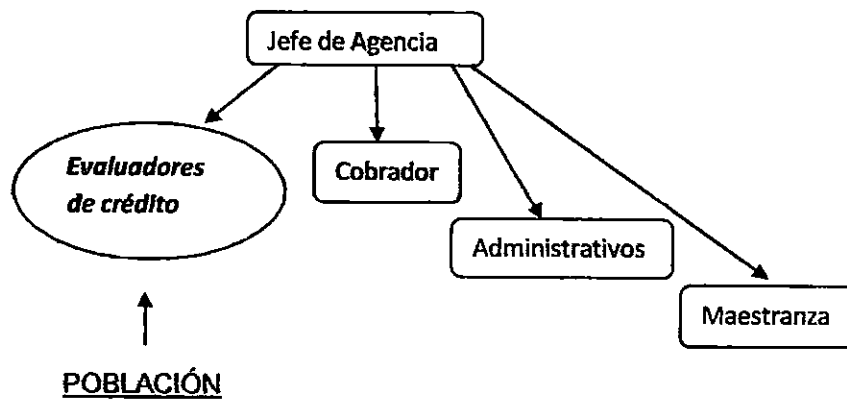 Jefe de Agencia
Evaluadores
de crédito
Cobrador
Administrativos
Maestranza
POBLACIÓN